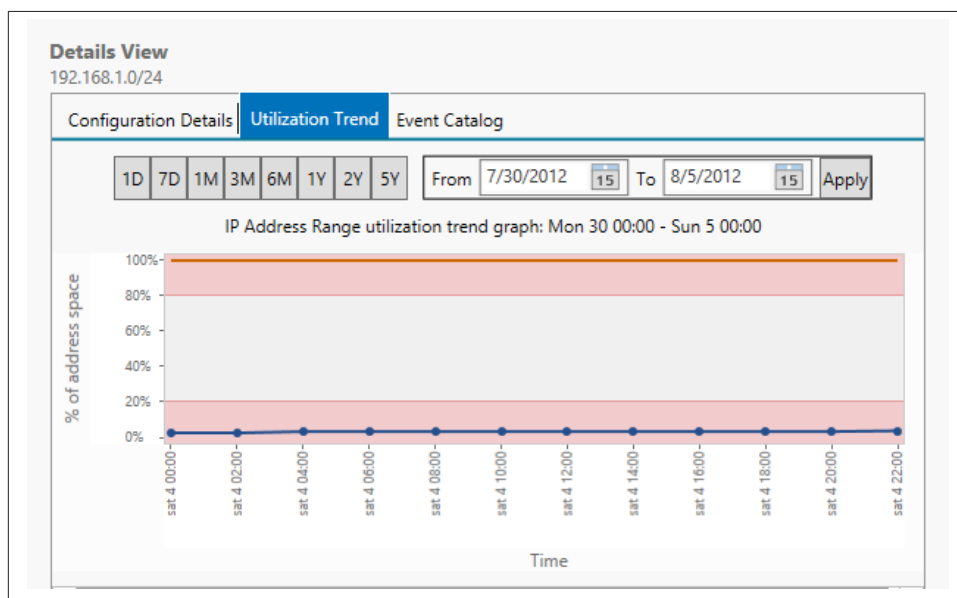 Details View
192.168.1.0/24
Configuration Details Utilization Trend Event Catalog
1D 7D 1M 3M 6M 1Y 2Y 5Y From 7/30/2012 15 To 8/5/2012 15 Apply
IP Address Range utilization trend graph: Mon 30 00:00 - Sun 5 00:00
% of address space
100%
80%
60%
40%
20%
0%
sat 4 00:00
sat 4 02:00
sat 4 04:00
sat 4 06:00
sat 4 08:00
sat 4 10:00
sat 4 12:00
sat 4 14:00
sat 4 16:00
sat 4 18:00
sat 4 20:00
sat 4 22:00
Time